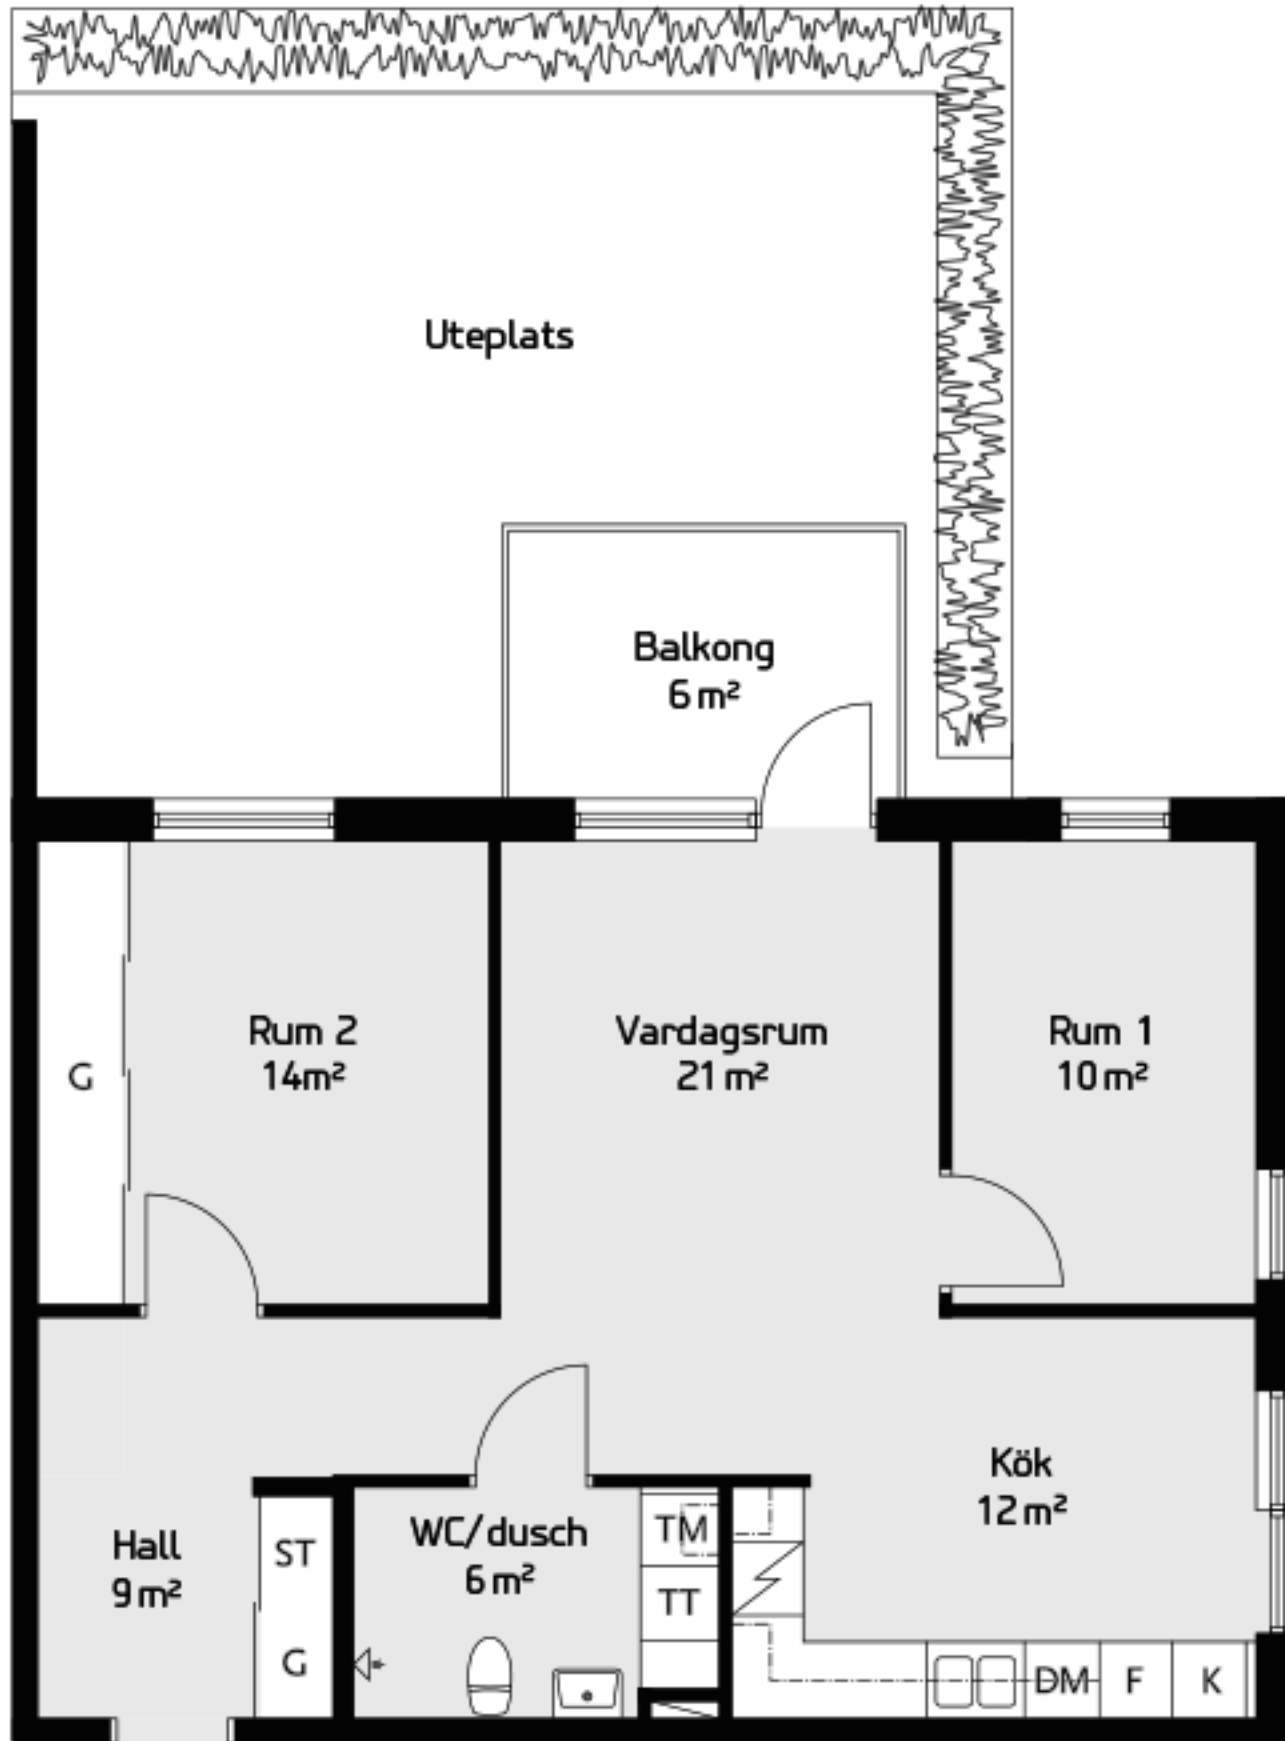 Uteplats
Balkong
6 m²
Rum 2
14m²
Vardagsrum
21 m²
Rum 1
10 m²
G
Kök
12 m²
Hall
9 m²
ST
G
WC/dusch
6 m²
TM
TT
DM
F
K